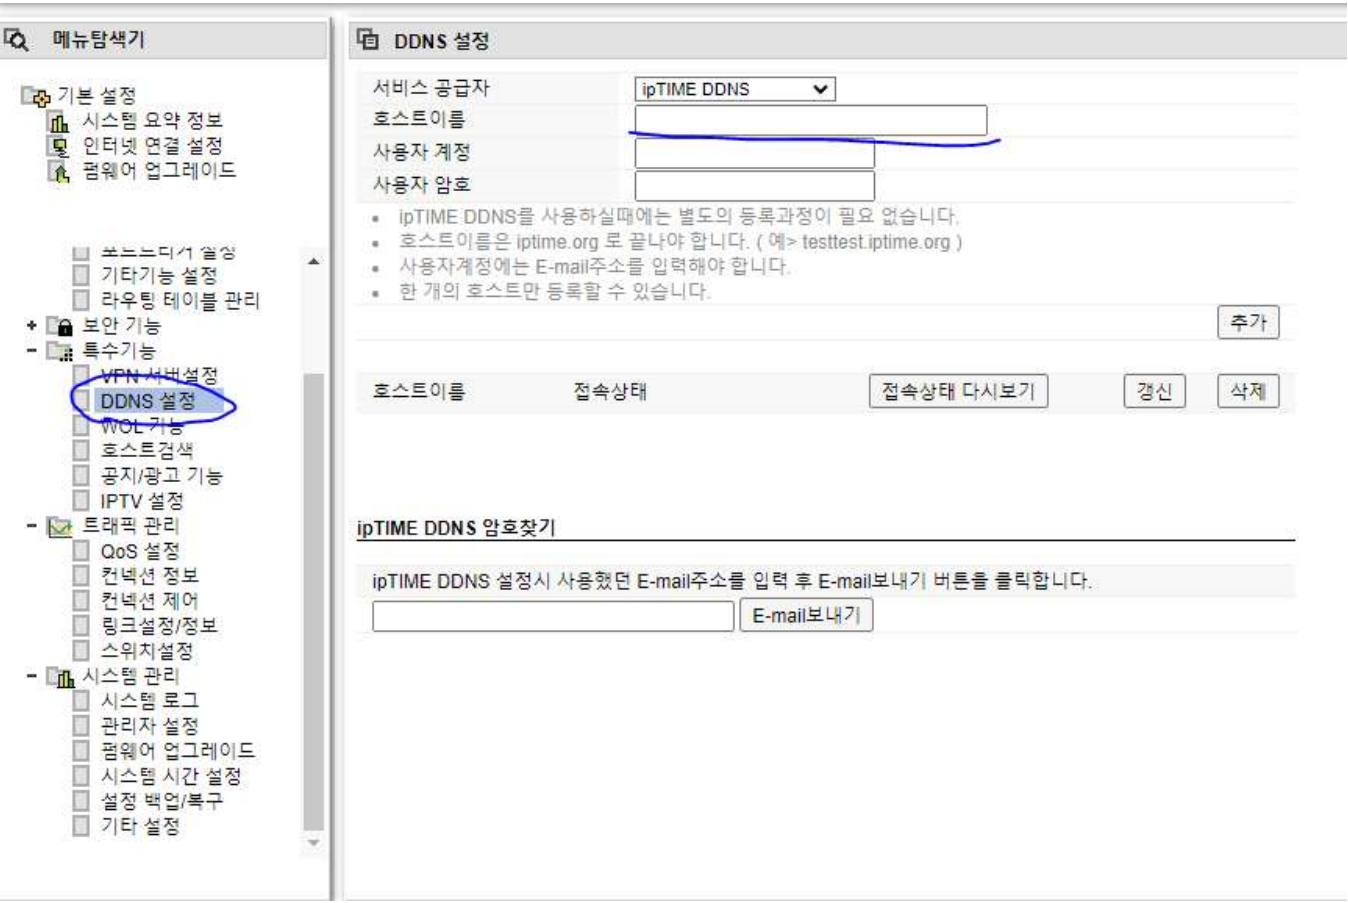 메뉴탐색기
기본 설정
시스템 요약 정보
인터넷 연결 설정
펌웨어 업그레이드
포트트리거 설정
기타기능 설정
라우팅 테이블 관리
보안 기능
특수기능
VPN 서버설정
DDNS 설정
WOL 기능
호스트검색
공지/광고 기능
IPTV 설정
트래픽 관리
QoS 설정
컨넥션 정보
컨넥션 제어
링크설정/정보
스위치설정
시스템 관리
시스템 로그
관리자 설정
펌웨어 업그레이드
시스템 시간 설정
설정 백업/복구
기타 설정
DDNS 설정
서비스 공급자 ipTIME DDNS
호스트이름
사용자 계정
사용자 암호
ipTIME DDNS를 사용하실때에는 별도의 등록과정이 필요 없습니다.
호스트이름은 iptime.org 로 끝나야 합니다. ( 예> testtest.iptime.org )
사용자계정에는 E-mail주소를 입력해야 합니다.
한 개의 호스트만 등록할 수 있습니다.
추가
호스트이름 접속상태 접속상태 다시보기 갱신 삭제
ipTIME DDNS 암호찾기
ipTIME DDNS 설정시 사용했던 E-mail주소를 입력 후 E-mail보내기 버튼을 클릭합니다.
E-mail보내기